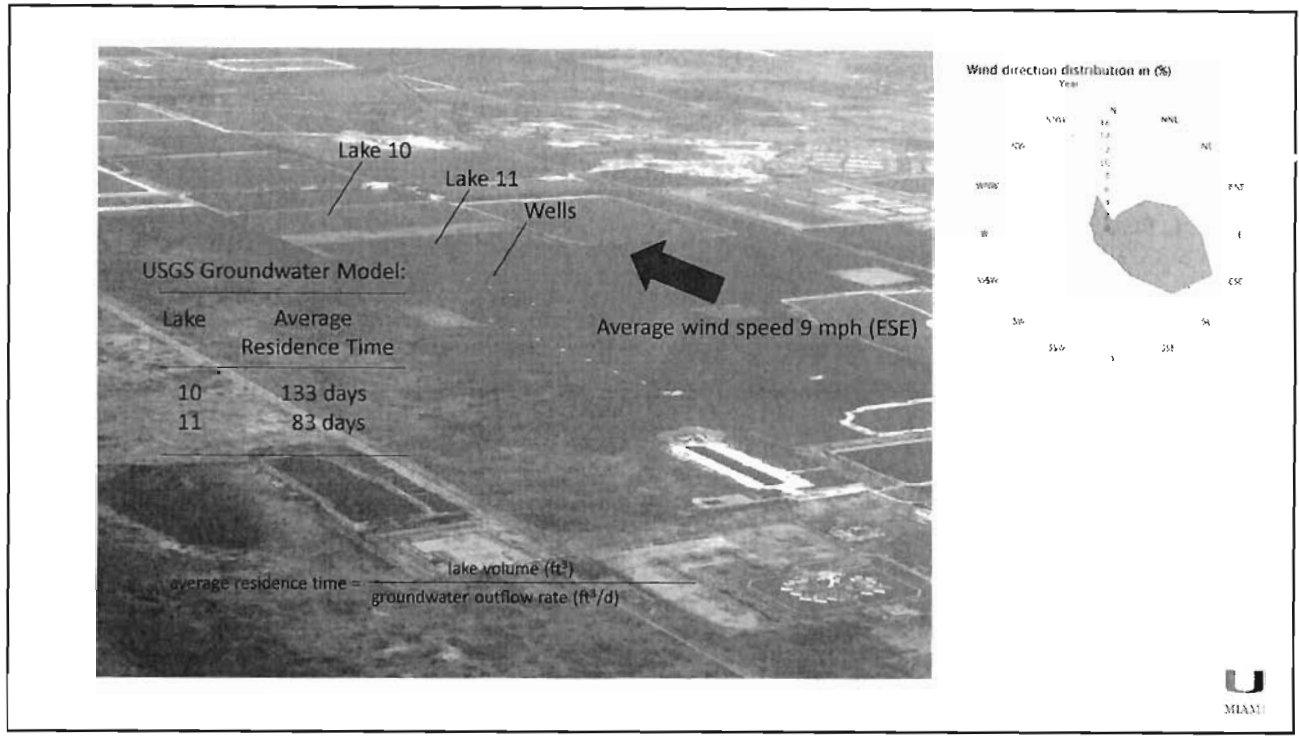 Wind direction distribution in (%)
Year
N
NNE
NE
E
ESE
SE
SSE
S
SSW
SW
WSW
W
WNW
NW
Lake 10
Lake 11
Wells
USGS Groundwater Model:
Lake
Average
Residence Time
10
133 days
11
83 days
Average wind speed 9 mph (ESE)
average residence time =
lake volume (ft³)
groundwater outflow rate (ft³/d)
MIAMI